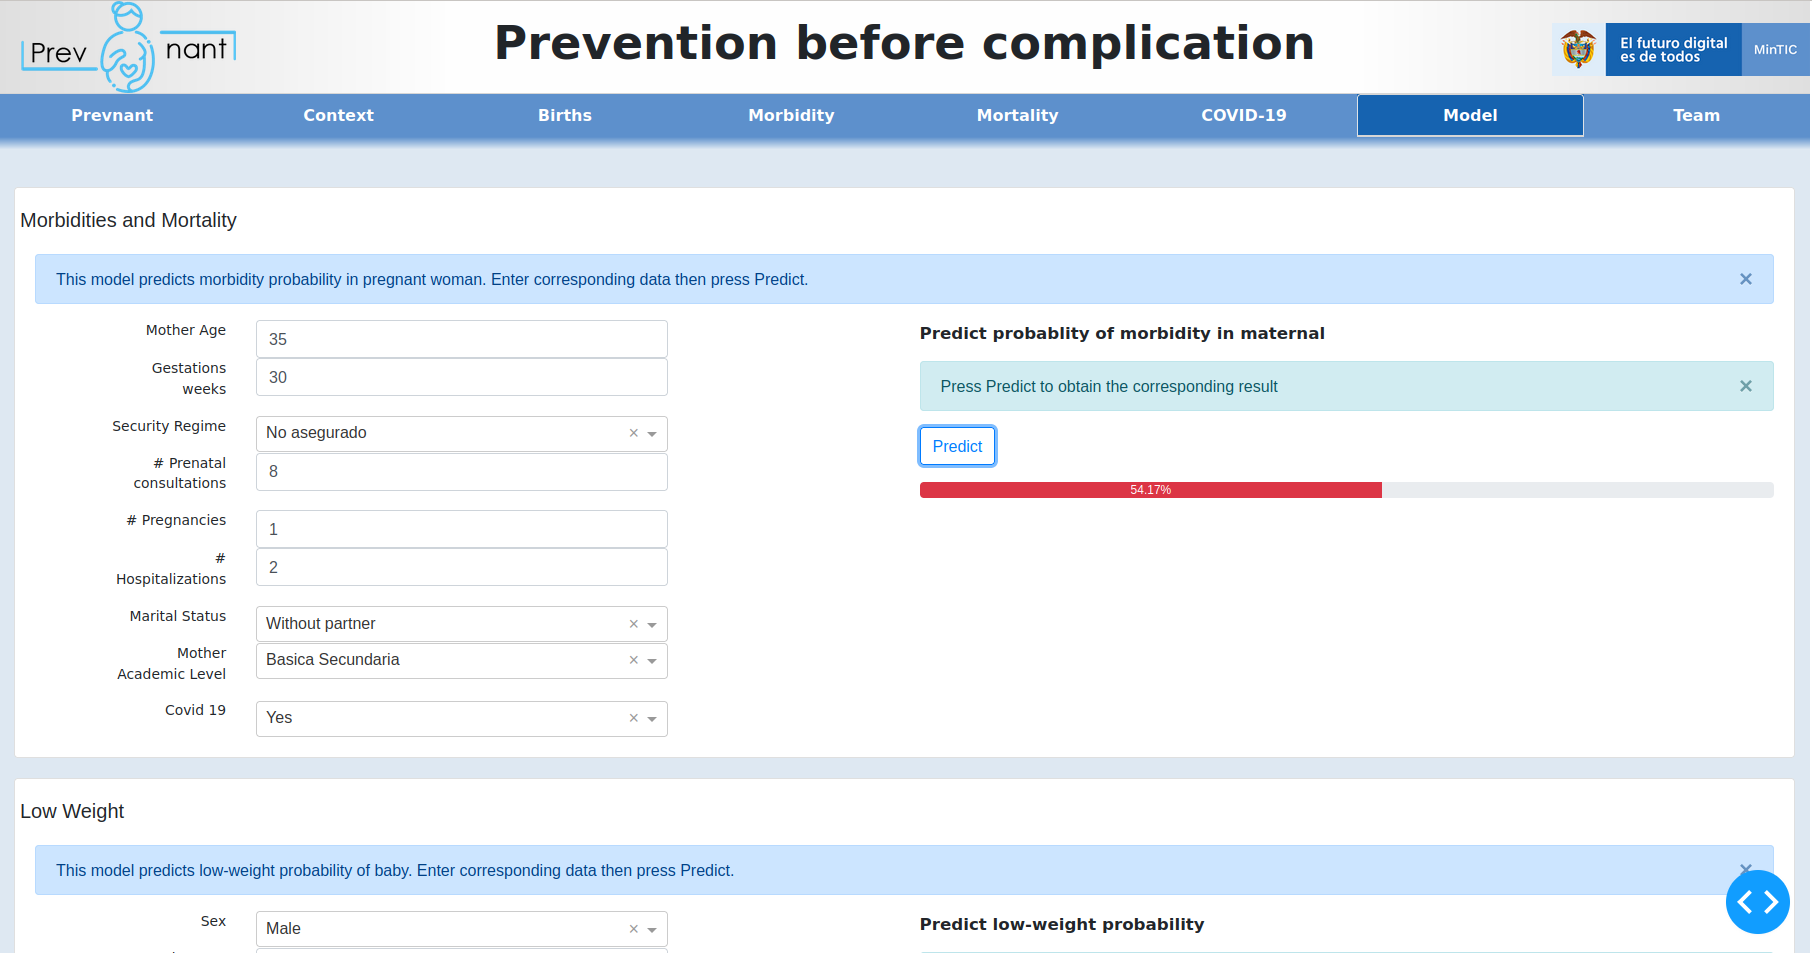 Prev nant
Prevention before complication
El futuro digital
es de todos
MinTIC
Prevnant Context Births Morbidity Mortality COVID-19 Model Team
Morbidities and Mortality
This model predicts morbidity probability in pregnant woman. Enter corresponding data then press Predict. ×
Mother Age 35
Gestations
weeks
30
Security Regime No asegurado ×
# Prenatal
consultations
8
# Pregnancies 1
#
Hospitalizations
2
Marital Status Without partner ×
Mother
Academic Level
Basica Secundaria ×
Covid 19 Yes ×
Predict probablity of morbidity in maternal
Press Predict to obtain the corresponding result ×
Predict
54.17%
Low Weight
This model predicts low-weight probability of baby. Enter corresponding data then press Predict. ×
Sex Male ×
Predict low-weight probability